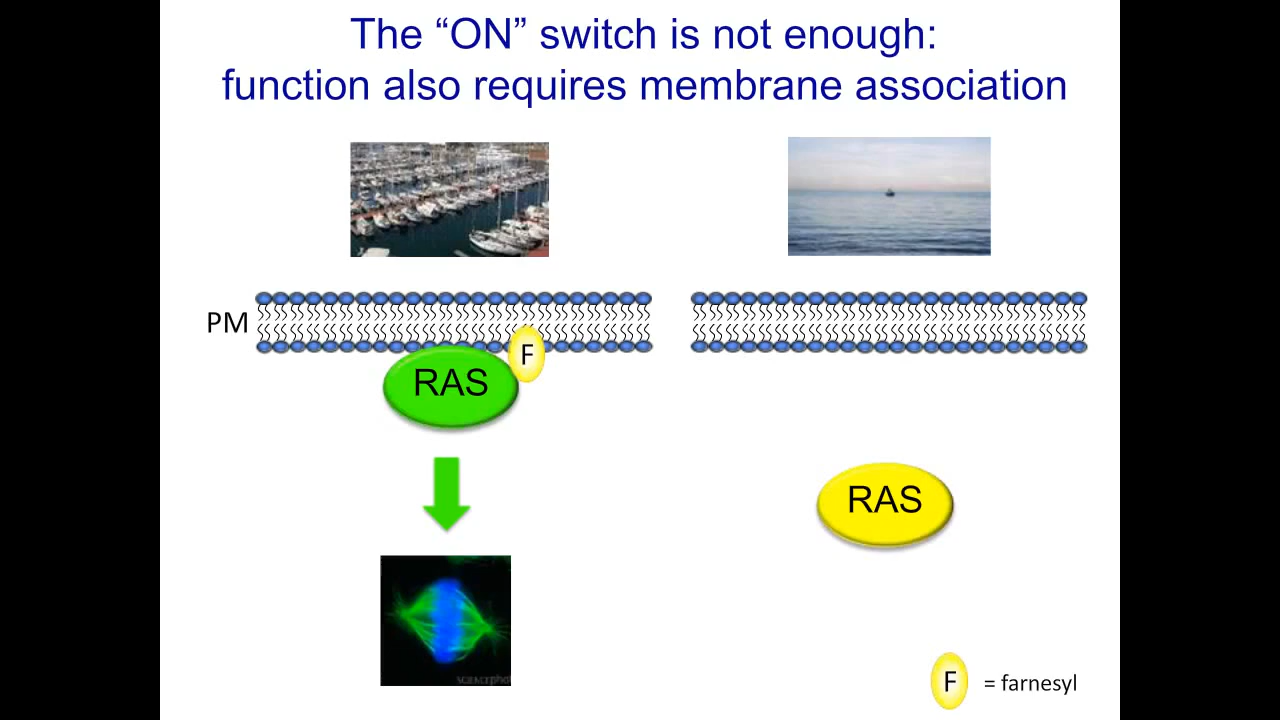 The “ON” switch is not enough:
function also requires membrane association
PM
F
RAS
RAS
F = farnesyl